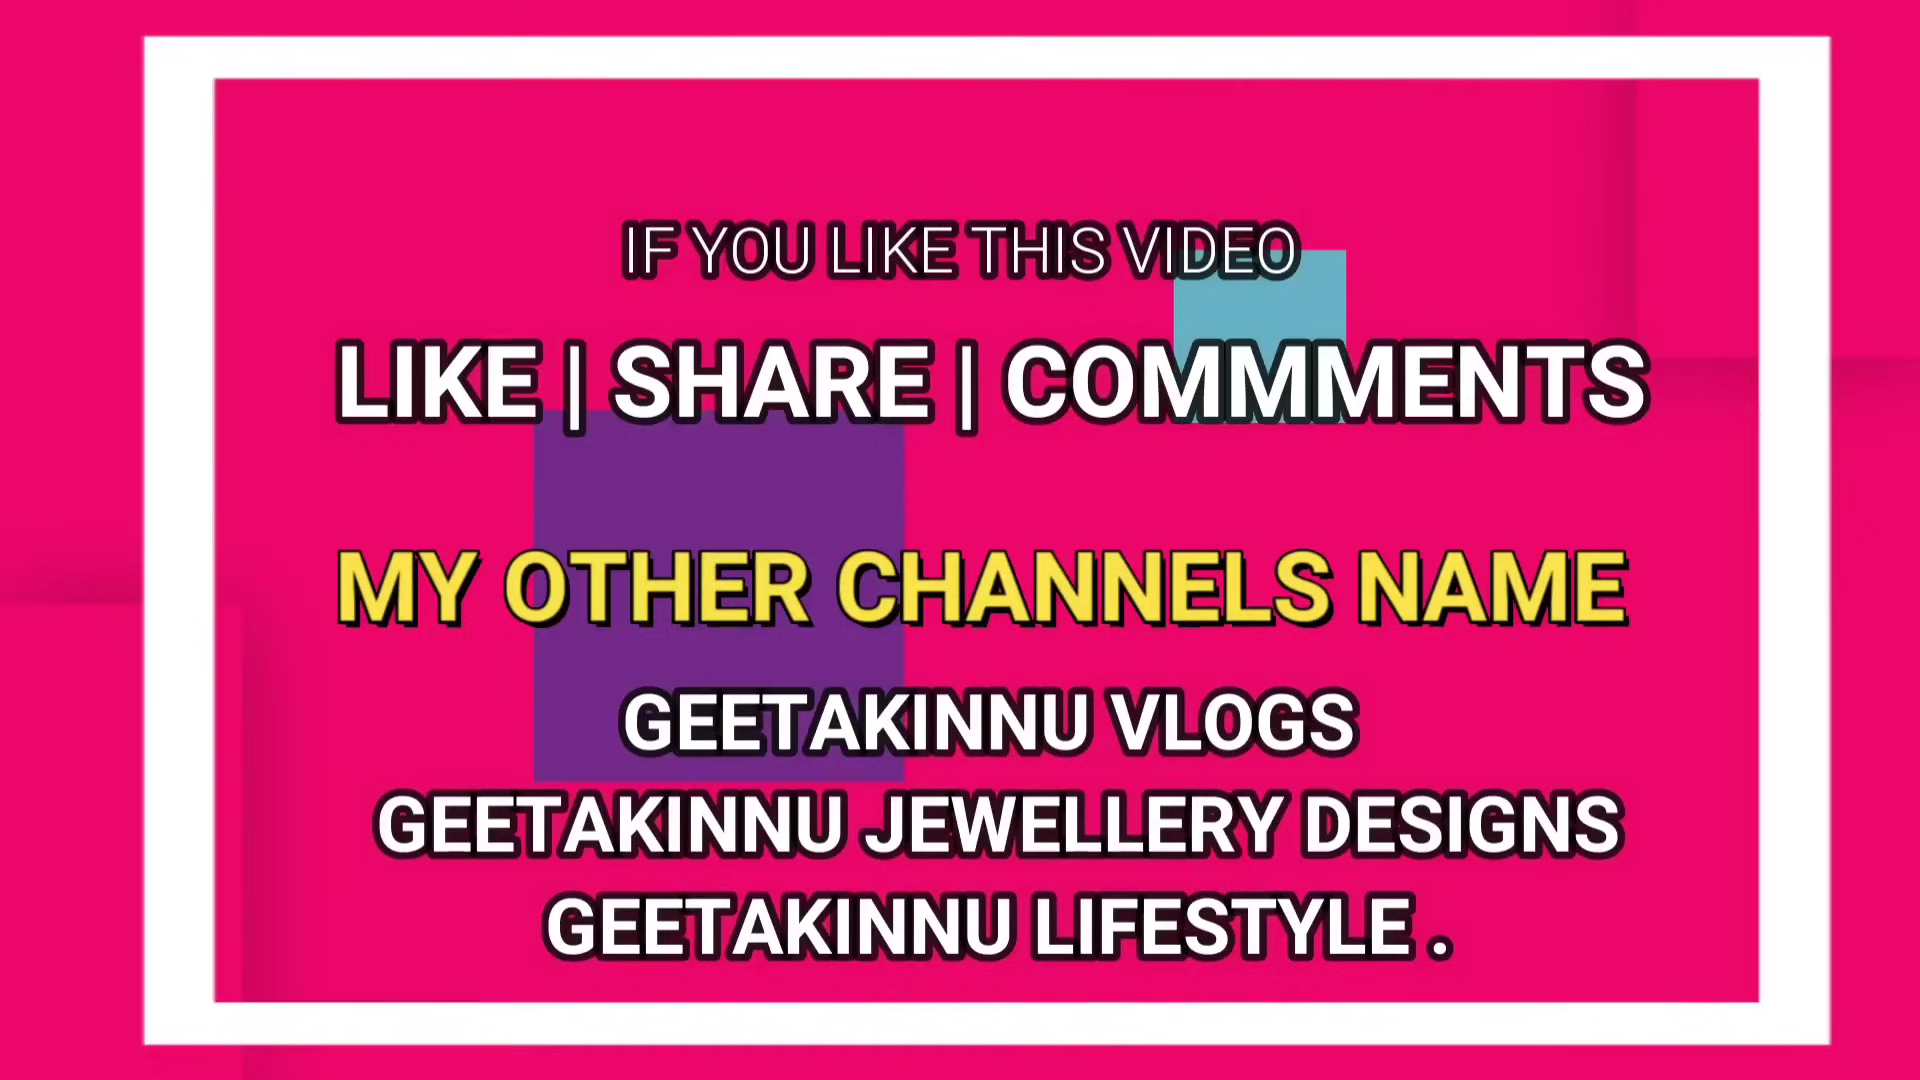 IF YOU LIKE THIS VIDEO
LIKE | SHARE | COMMMENTS
MY OTHER CHANNELS NAME
GEETAKINNU VLOGS
GEETAKINNU JEWELLERY DESIGNS
GEETAKINNU LIFESTYLE .